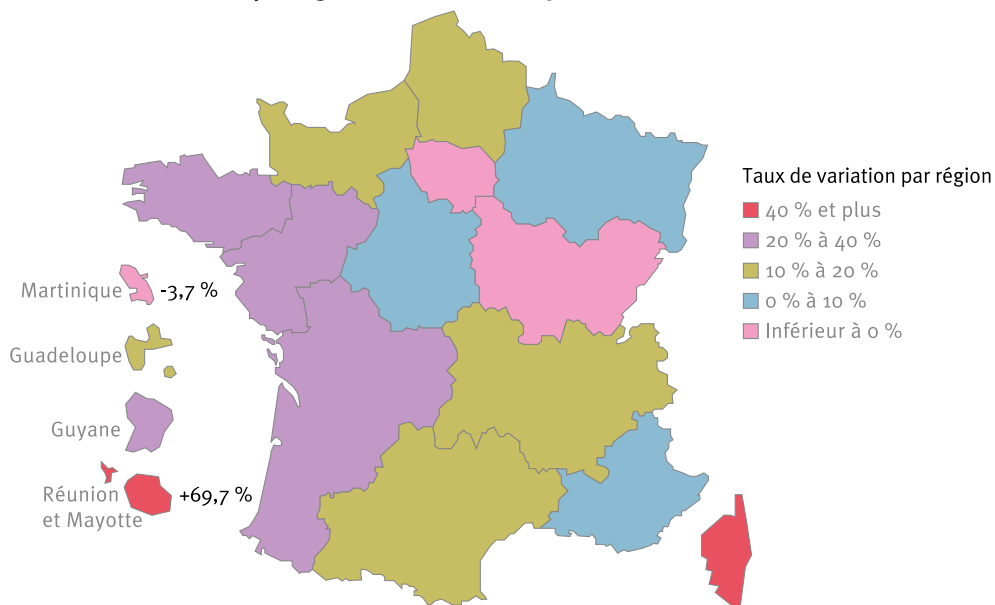 Taux de variation par région
40 % et plus
20 % à 40 %
10 % à 20 %
0 % à 10 %
Inférieur à 0 %
Martinique -3,7 %
Guadeloupe
Guyane
Réunion
et Mayotte
+69,7 %